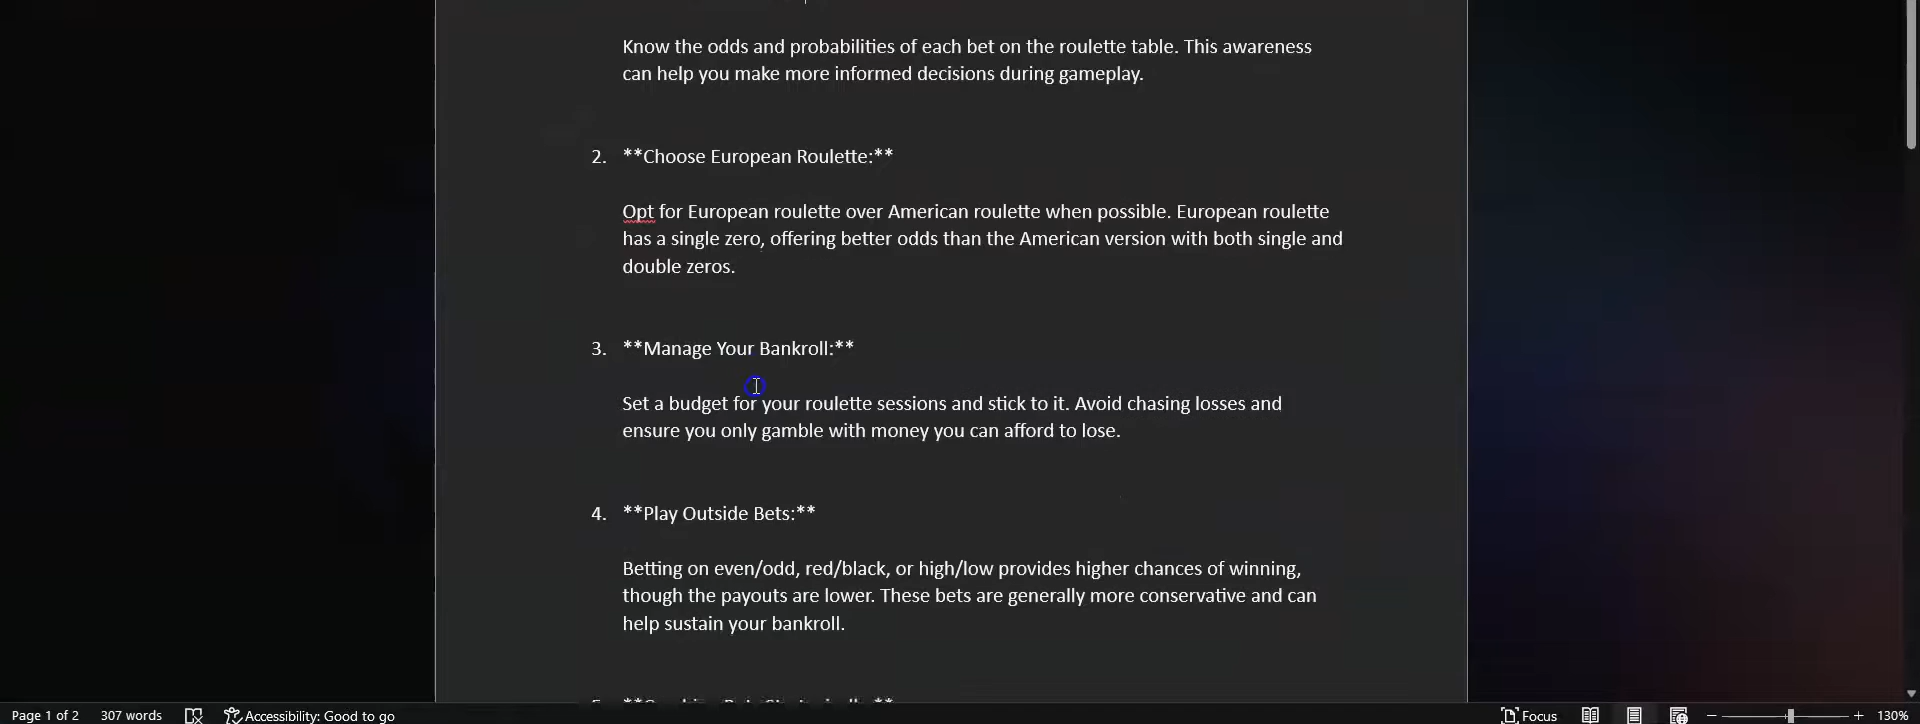 Know the odds and probabilities of each bet on the roulette table. This awareness
can help you make more informed decisions during gameplay.
2. **Choose European Roulette:**
Opt for European roulette over American roulette when possible. European roulette
has a single zero, offering better odds than the American version with both single and
double zeros.
3. **Manage Your Bankroll:**
Set a budget for your roulette sessions and stick to it. Avoid chasing losses and
ensure you only gamble with money you can afford to lose.
4. **Play Outside Bets:**
Betting on even/odd, red/black, or high/low provides higher chances of winning,
though the payouts are lower. These bets are generally more conservative and can
help sustain your bankroll.
Page 1 of 2 307 words Accessibility: Good to go Focus 130%